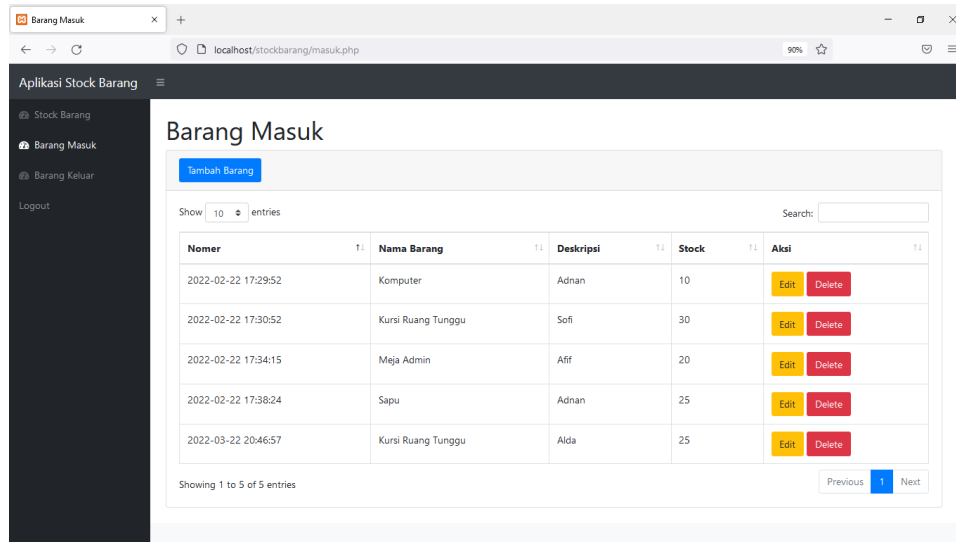 Barang Masuk
localhost/stockbarang/masuk.php
90%
Aplikasi Stock Barang
Stock Barang
Barang Masuk
Barang Keluar
Logout
Barang Masuk
Tambah Barang
Show 10 entries
Search:
Nomer Nama Barang Deskripsi Stock Aksi
2022-02-22 17:29:52 Komputer Adnan 10 Edit Delete
2022-02-22 17:30:52 Kursi Ruang Tunggu Sofi 30 Edit Delete
2022-02-22 17:34:15 Meja Admin Afif 20 Edit Delete
2022-02-22 17:38:24 Sapu Adnan 25 Edit Delete
2022-03-22 20:46:57 Kursi Ruang Tunggu Alda 25 Edit Delete
Showing 1 to 5 of 5 entries
Previous 1 Next